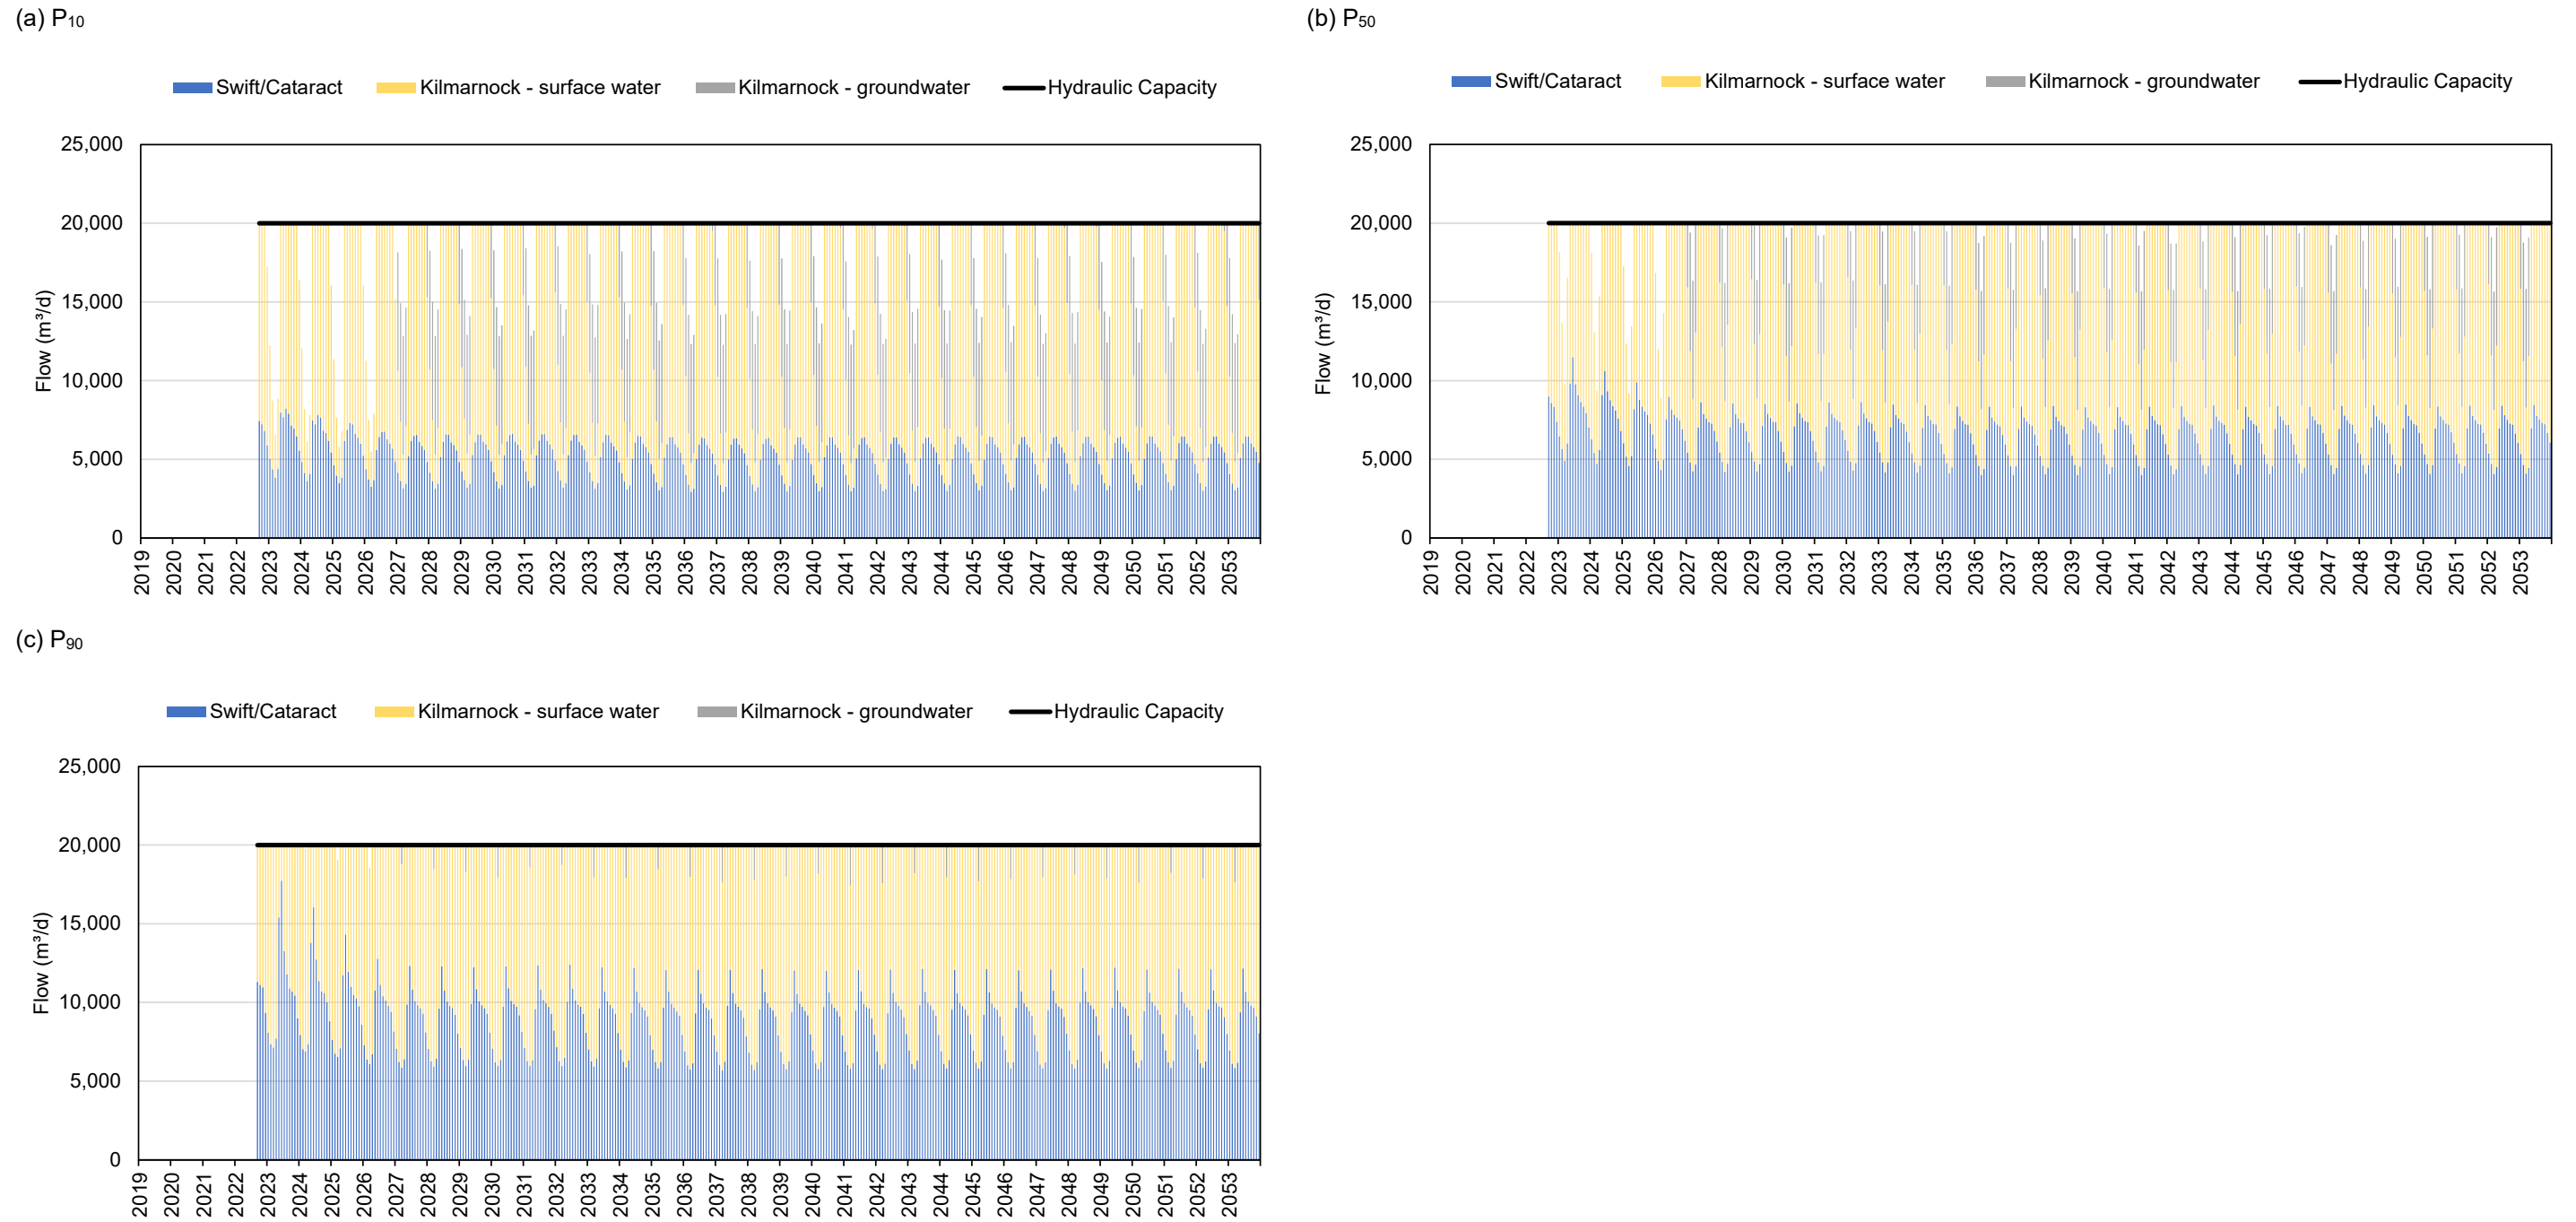 (a) P10
Swift/Cataract Kilmarnock - surface water Kilmarnock - groundwater Hydraulic Capacity
25,000
20,000
15,000
10,000
5,000
0
Flow (m³/d)
2019 2020 2021 2022 2023 2024 2025 2026 2027 2028 2029 2030 2031 2032 2033 2034 2035 2036 2037 2038 2039 2040 2041 2042 2043 2044 2045 2046 2047 2048 2049 2050 2051 2052 2053
(b) P50
Swift/Cataract Kilmarnock - surface water Kilmarnock - groundwater Hydraulic Capacity
25,000
20,000
15,000
10,000
5,000
0
Flow (m³/d)
2019 2020 2021 2022 2023 2024 2025 2026 2027 2028 2029 2030 2031 2032 2033 2034 2035 2036 2037 2038 2039 2040 2041 2042 2043 2044 2045 2046 2047 2048 2049 2050 2051 2052 2053
(c) P90
Swift/Cataract Kilmarnock - surface water Kilmarnock - groundwater Hydraulic Capacity
25,000
20,000
15,000
10,000
5,000
0
Flow (m³/d)
2019 2020 2021 2022 2023 2024 2025 2026 2027 2028 2029 2030 2031 2032 2033 2034 2035 2036 2037 2038 2039 2040 2041 2042 2043 2044 2045 2046 2047 2048 2049 2050 2051 2052 2053